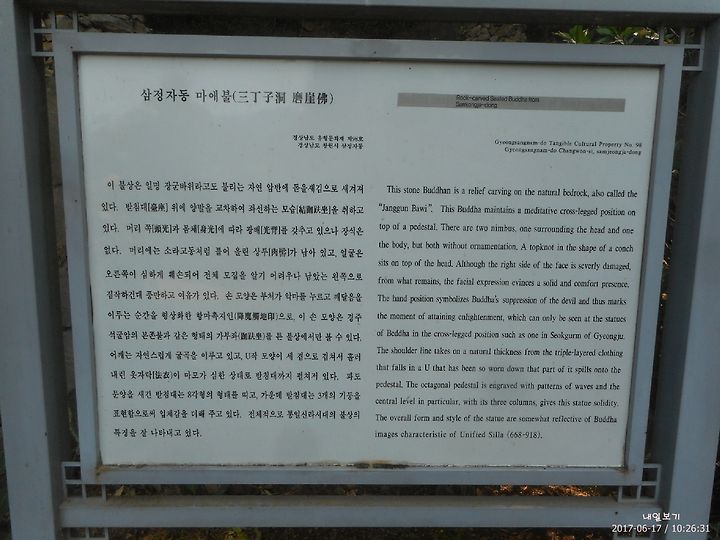 삼정자동 마애불(三丁子洞 磨崖佛)
경상남도 유형문화재 제98호
경상남도 창원시 삼정자동
이 불상은 일명 장군바위라고도 불리는 자연 암반에 돋을새김으로 새겨져
있다. 받침대[臺座] 위에 양발을 교차하여 좌선하는 모습[結跏趺坐]을 취하고
있다. 머리 쪽[頭光]과 몸체[身光]에 따라 광배[光背]를 갖추고 있으나 장식은
없다. 머리에는 소라고동처럼 틀어 올린 상투[肉髻]가 남아 있고, 얼굴은
오른쪽이 심하게 훼손되어 전체 모길을 알기 어려우나 남았는 왼쪽으로
짐작하건대 풍만하고 여유가 있다. 손 모양은 부처가 악마를 누르고 깨달음을
이루는 순간을 형상화한 항마촉지인(降魔觸地印)으로, 이 손 모양은 경주
석굴암의 본존불과 같은 형태의 가부좌(跏趺坐)를 튼 불상에서만 볼 수 있다.
어깨는 자연스럽게 굴곡을 이루고 있고, U자 모양이 세 겹으로 겹쳐서 흘러
내린 옷자락[法衣]이 마모가 심한 상태로 받침대까지 펼쳐져 있다. 파도
문양을 새긴 받침대는 8각형의 형태를 띠고, 가운데 받침대는 3개의 기둥을
표현함으로써 입체감을 더해 주고 있다. 전체적으로 통일신라시대의 불상의
특징을 잘 나타내고 있다.
Rock-carved Seated Buddha from
Samjeongja-dong
Gyeongsangnam-do Tangible Cultural Property No. 98
Gyeongsangnam-do Changwon-si, samjeongja-dong
This stone Buddhan is a relief carving on the natural bedrock, also called the
"Janggun Bawi". This Buddha maintains a meditative cross-legged position on
top of a pedestal. There are two nimbus, one surrounding the head and one
the body, but both without ornamentation. A topknot in the shape of a conch
sits on top of the head. Although the right side of the face is severly damaged,
from what remains, the facial expression evinces a solid and comfort presence.
The hand position symbolizes Buddha's suppression of the devil and thus marks
the moment of attaining enlightenment, which can only be seen at the statues
of Beddha in the cross-legged position such as one in Seokgurm of Gyeongju.
The shoulder line takes on a natural thickness from the triple-layered clothing
that falls in a U that has been so worn down that part of it spills onto the
pedestal. The octagonal pedestal is engraved with patterns of waves and the
central level in particular, with its three columns, gives this statue solidity.
The overall form and style of the statue are somewhat reflective of Buddha
images characteristic of Unified Silla (668-918).
내일보기
2017-06-17 / 10:26:31